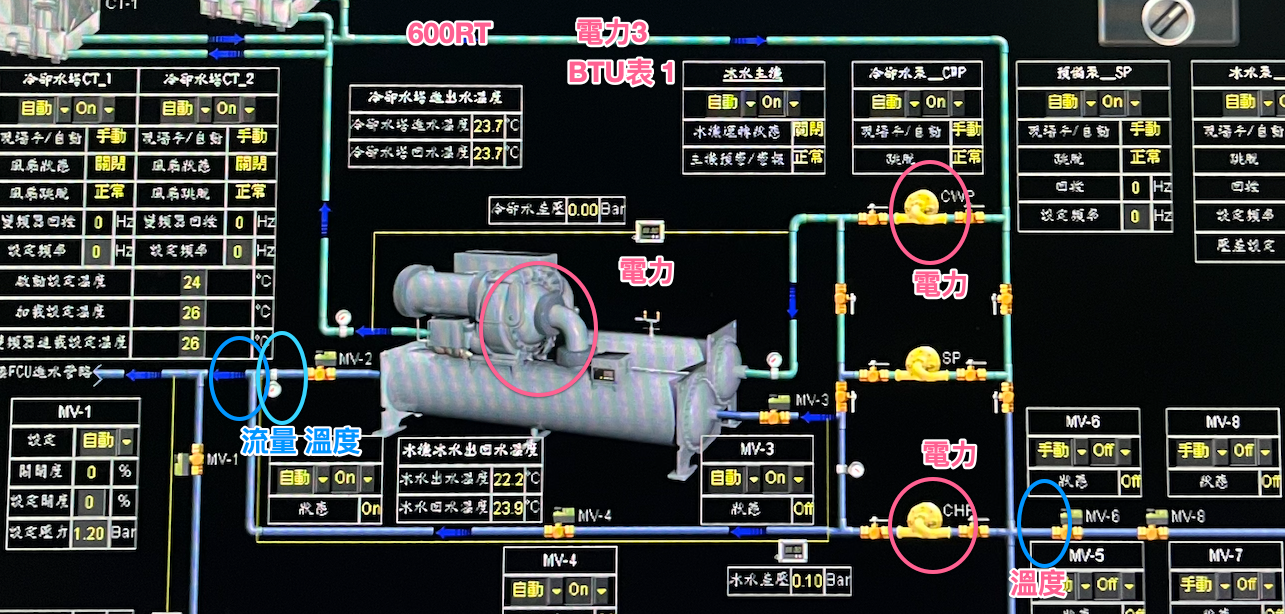 CT-1
600RT
電力3
BTU表 1
冷卻水塔CT_1
自動 On
現場手/自動 手動
風扇狀態 關閉
風扇跳脫 正常
變頻器回授 0 Hz
設定頻率 0 Hz
啟動設定溫度 24 °C
加載設定溫度 26 °C
變頻器追載設定溫度 26 °C
冷卻水塔CT_2
自動 On
現場手/自動 手動
風扇狀態 關閉
風扇跳脫 正常
變頻器回授 0 Hz
設定頻率 0 Hz
冷卻水塔進出水溫度
冷卻水塔進水溫度 23.7 °C
冷卻水塔回水溫度 23.7 °C
冰水主機
自動 On
冰機運轉狀態 關閉
主機預警/警報 正常
冷卻水泵__CWP
自動 On
現場手/自動 手動
跳脫 正常
預備泵__SP
自動 On
現場手/自動 手動
跳脫 正常
回授 0 Hz
設定頻率 0 Hz
冰水泵
自動
現場手/自動
跳脫
回授
設定頻率
壓差設定
冷卻水差壓 0.00 Bar
CWP
電力
電力
SP
MV-2
FCU進水管路
流量 溫度
MV-1
設定 自動
開關度 0 %
設定開度 0 %
設定壓力 1.20 Bar
MV-1
自動 On
狀態 On
冰機冰水出回水溫度
冰水出水溫度 22.2 °C
冰水回水溫度 23.9 °C
MV-3
MV-3
自動 On
狀態 Off
電力
MV-6
手動 Off
狀態 Off
MV-8
手動 Off
狀態 Off
MV-4
MV-6
MV-8
MV-4
自動 On
冰水差壓 0.10 Bar
溫度
MV-5
Off
MV-7
手動 Off